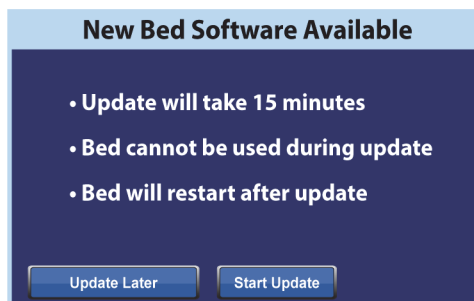 New Bed Software Available
• Update will take 15 minutes
• Bed cannot be used during update
• Bed will restart after update
Update Later
Start Update